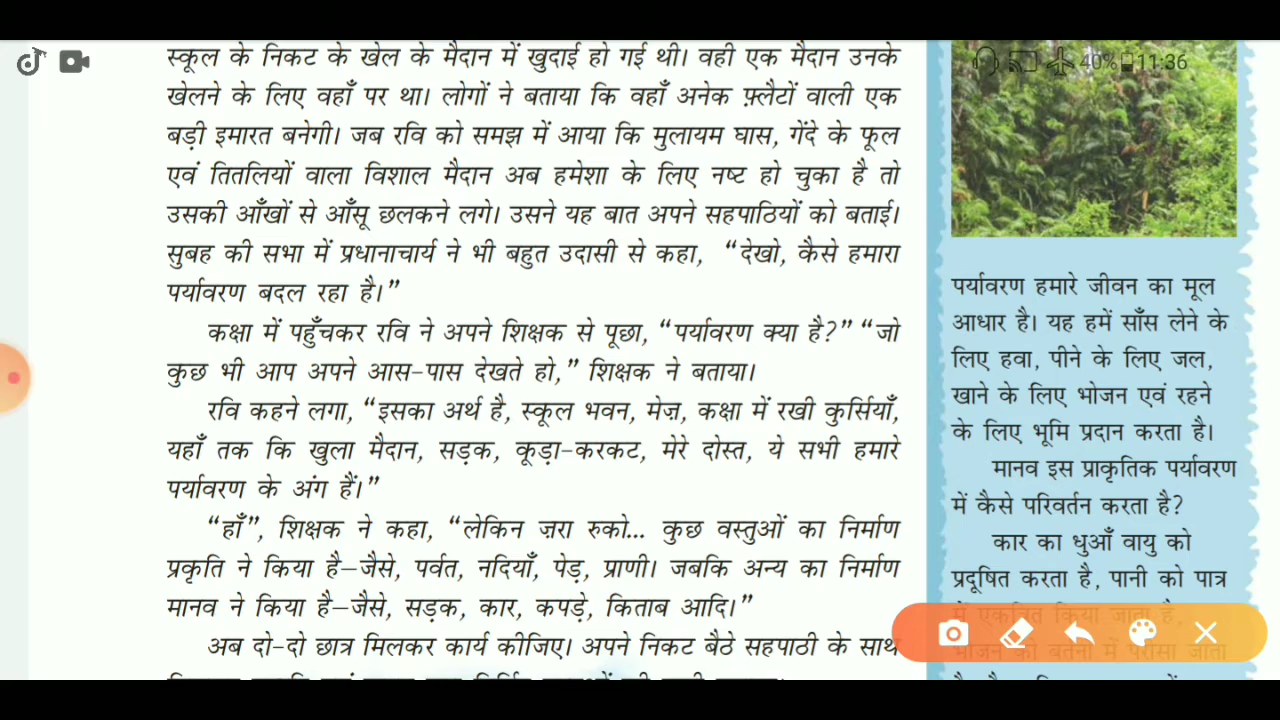 स्कूल के निकट के खेल के मैदान में खुदाई हो गई थी। वही एक मैदान उनके
खेलने के लिए वहाँ पर था। लोगों ने बताया कि वहाँ अनेक फ़्लैटों वाली एक
बड़ी इमारत बनेगी। जब रवि को समझ में आया कि मुलायम घास, गेंदे के फूल
एवं तितलियों वाला विशाल मैदान अब हमेशा के लिए नष्ट हो चुका है तो
उसकी आँखों से आँसू छलकने लगे। उसने यह बात अपने सहपाठियों को बताई।
सुबह की सभा में प्रधानाचार्य ने भी बहुत उदासी से कहा, “देखो, कैसे हमारा
पर्यावरण बदल रहा है।”
कक्षा में पहुँचकर रवि ने अपने शिक्षक से पूछा, “पर्यावरण क्या है?” “जो
कुछ भी आप अपने आस-पास देखते हो,” शिक्षक ने बताया।
रवि कहने लगा, “इसका अर्थ है, स्कूल भवन, मेज़, कक्षा में रखी कुर्सियाँ,
यहाँ तक कि खुला मैदान, सड़क, कूड़ा-करकट, मेरे दोस्त, ये सभी हमारे
पर्यावरण के अंग हैं।”
“हाँ”, शिक्षक ने कहा, “लेकिन ज़रा रुको... कुछ वस्तुओं का निर्माण
प्रकृति ने किया है—जैसे, पर्वत, नदियाँ, पेड़, प्राणी। जबकि अन्य का निर्माण
मानव ने किया है—जैसे, सड़क, कार, कपड़े, किताब आदि।”
अब दो-दो छात्र मिलकर कार्य कीजिए। अपने निकट बैठे सहपाठी के साथ
40% 11:36
पर्यावरण हमारे जीवन का मूल
आधार है। यह हमें साँस लेने के
लिए हवा, पीने के लिए जल,
खाने के लिए भोजन एवं रहने
के लिए भूमि प्रदान करता है।
मानव इस प्राकृतिक पर्यावरण
में कैसे परिवर्तन करता है?
कार का धुआँ वायु को
प्रदूषित करता है, पानी को पात्र
में एकत्रित किया जाता है,
भोजन को बर्तनों में परोसा जाता